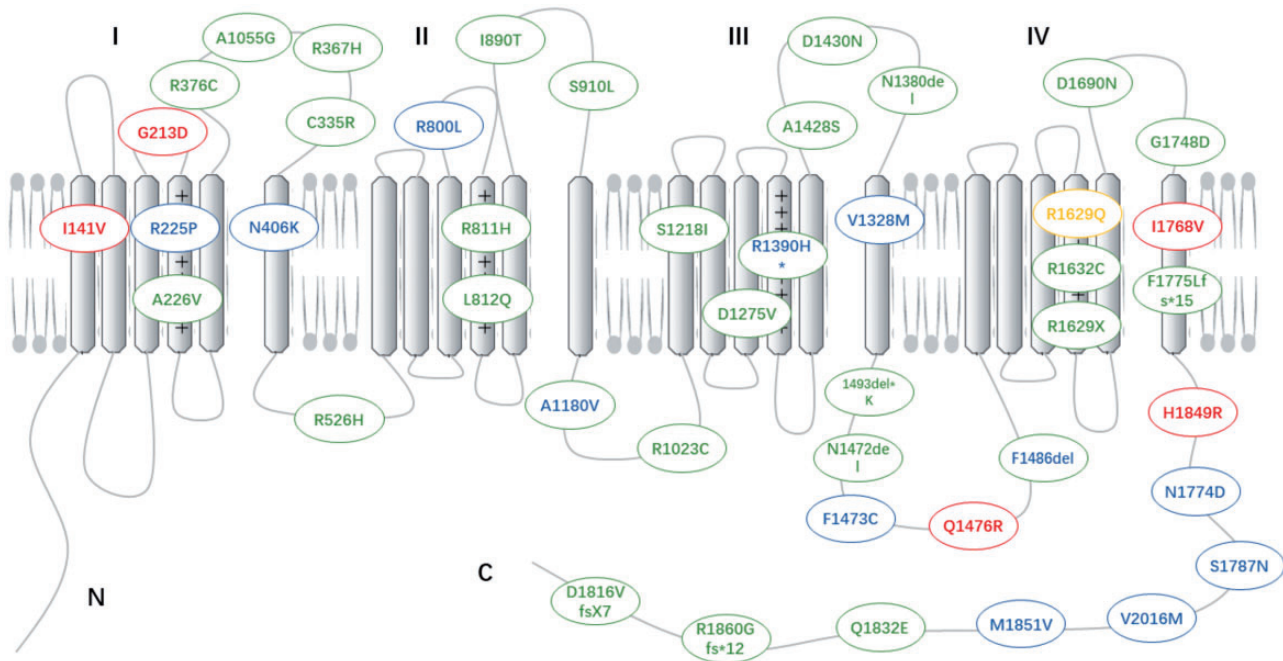 I
II
III
IV
A1055G
R367H
R376C
C335R
G213D
I141V
R225P
A226V
N406K
R526H
I890T
S910L
R800L
R811H
L812Q
A1180V
R1023C
D1430N
N1380de
l
A1428S
S1218I
R1390H
*
D1275V
V1328M
1493del*
K
N1472de
l
F1473C
Q1476R
F1486del
D1690N
G1748D
R1629Q
R1632C
R1629X
I1768V
F1775Lf
s*15
H1849R
N1774D
S1787N
V2016M
M1851V
Q1832E
R1860G
fs*12
D1816V
fsX7
N
C
+
+
+
+
+
+
+
+
+
+
+
+